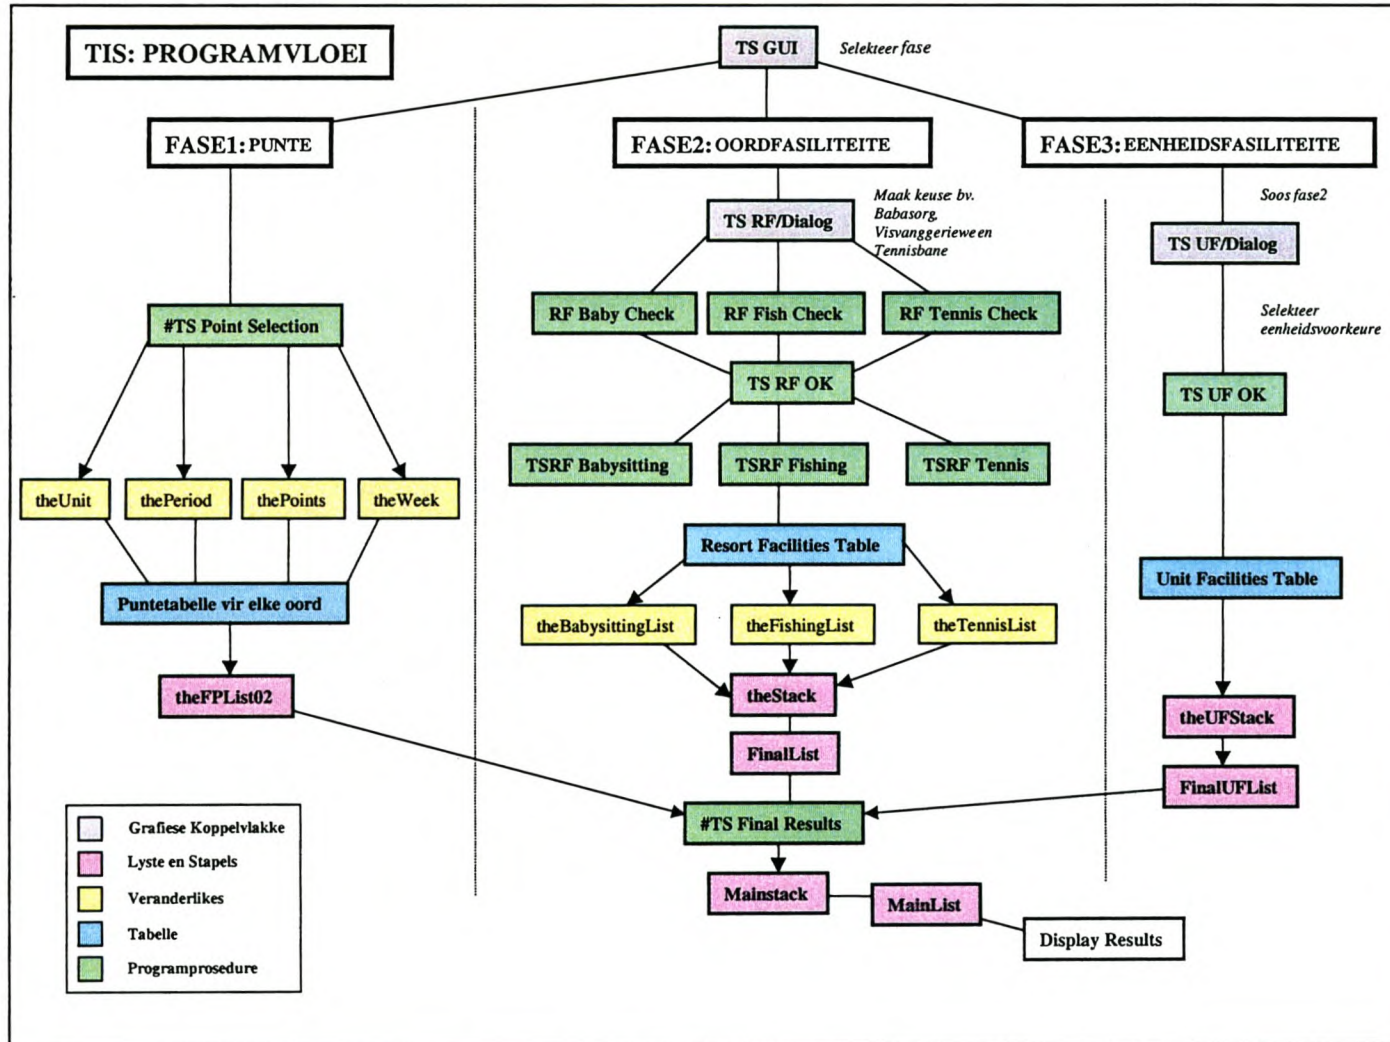 TIS: PROGRAMVLOEI
TS GUI
Selekteer fase
FASE1: PUNTE
FASE2: OORDFASILITEITE
FASE3: EENHEIDSFASILITEITE
TS RF/Dialog
Maak keuse: bv.
Babasorg,
Visvanggeriewe en
Tennisbane
Soos fase2
TS UF/Dialog
#TS Point Selection
RF Baby Check
RF Fish Check
RF Tennis Check
Selekteer
eenheidsvoorkeure
TS RF OK
TS UF OK
TSRF Babysitting
TSRF Fishing
TSRF Tennis
theUnit
thePeriod
thePoints
theWeek
Resort Facilities Table
Unit Facilities Table
Puntetabelle vir elke oord
theBabysittingList
theFishingList
theTennisList
theFPList02
theStack
theUFStack
FinalList
FinalUFList
#TS Final Results
Mainstack
MainList
Display Results
Grafiese Koppelvlakke
Lyste en Stapels
Veranderlikes
Tabelle
Programprosedure